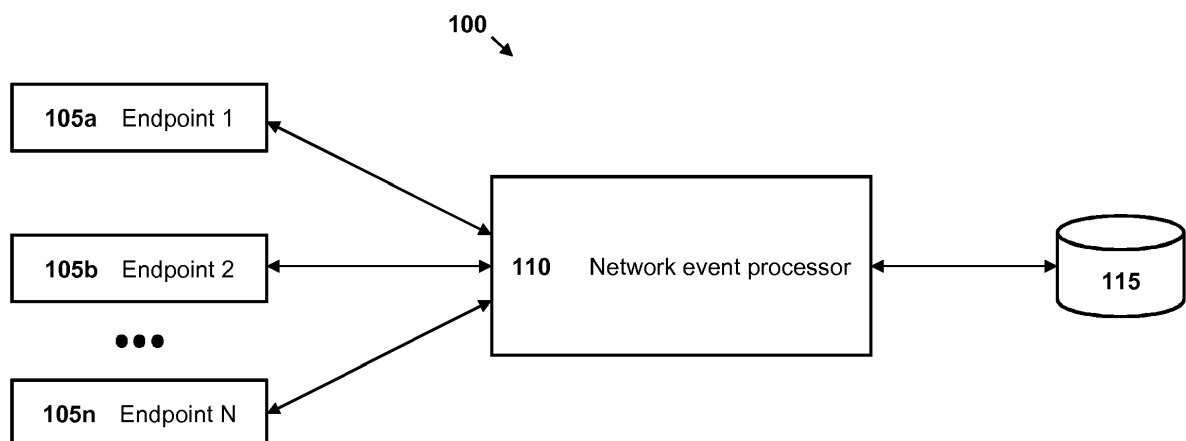 100
105a Endpoint 1
105b Endpoint 2
110 Network event processor
115
105n Endpoint N